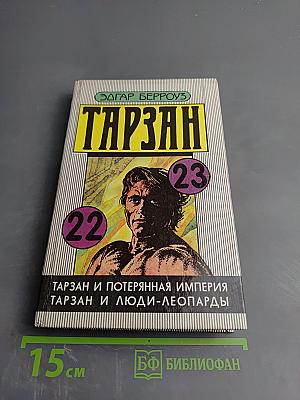 ЭДГАР БЕРРОУЗ
ТАРЗАН
23
22
ТАРЗАН И ПОТЕРЯННАЯ ИМПЕРИЯ
ТАРЗАН И ЛЮДИ-ЛЕОПАРДЫ
15 см
БФ БИБЛИОФАН